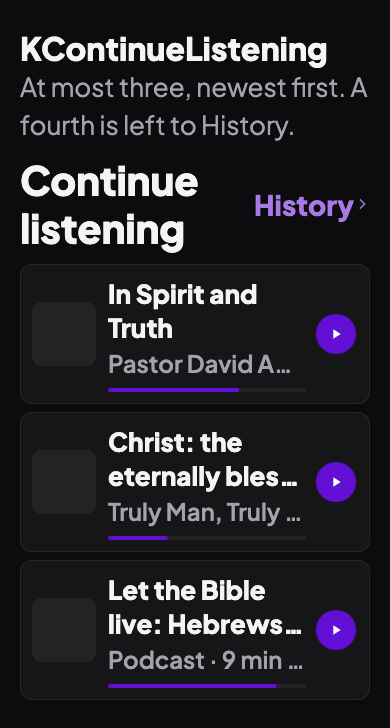 KContinueListening
At most three, newest first. A
fourth is left to History.
Continue
listening
History
In Spirit and
Truth
Pastor David A…
Christ: the
eternally bles…
Truly Man, Truly …
Let the Bible
live: Hebrews…
Podcast · 9 min …